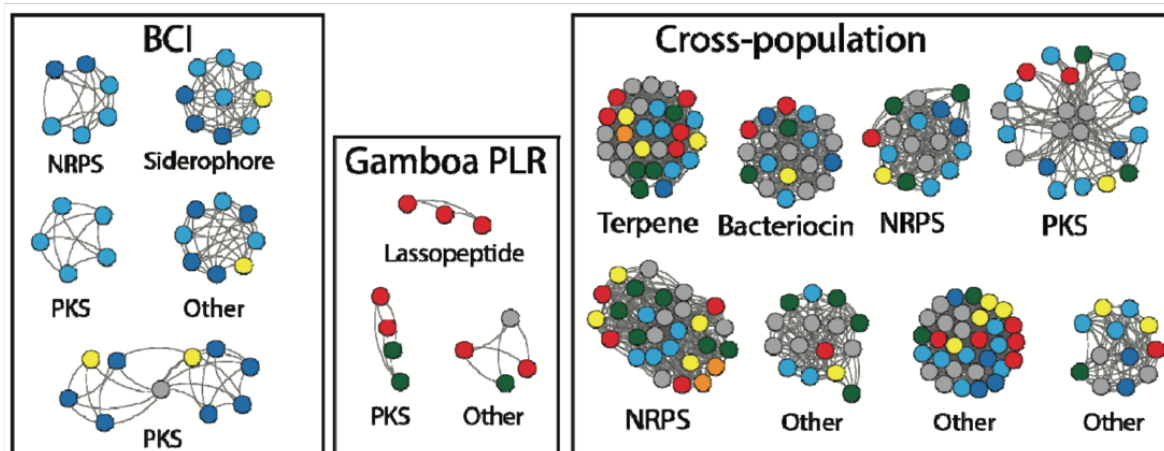 BCI
NRPS
Siderophore
PKS
Other
PKS
Gamboa PLR
Lassopeptide
PKS
Other
Cross-population
Terpene
Bacteriocin
NRPS
PKS
NRPS
Other
Other
Other